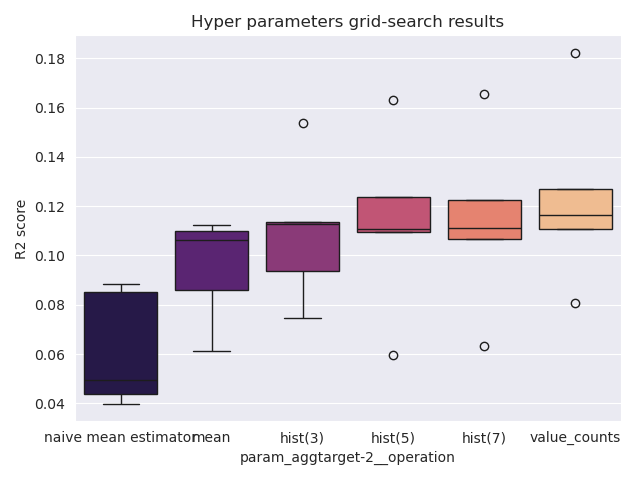 Hyper parameters grid-search results
R2 score
0.18
0.16
0.14
0.12
0.10
0.08
0.06
0.04
naive mean estimator mean hist(3) hist(5) hist(7) value_counts
param_aggtarget-2__operation